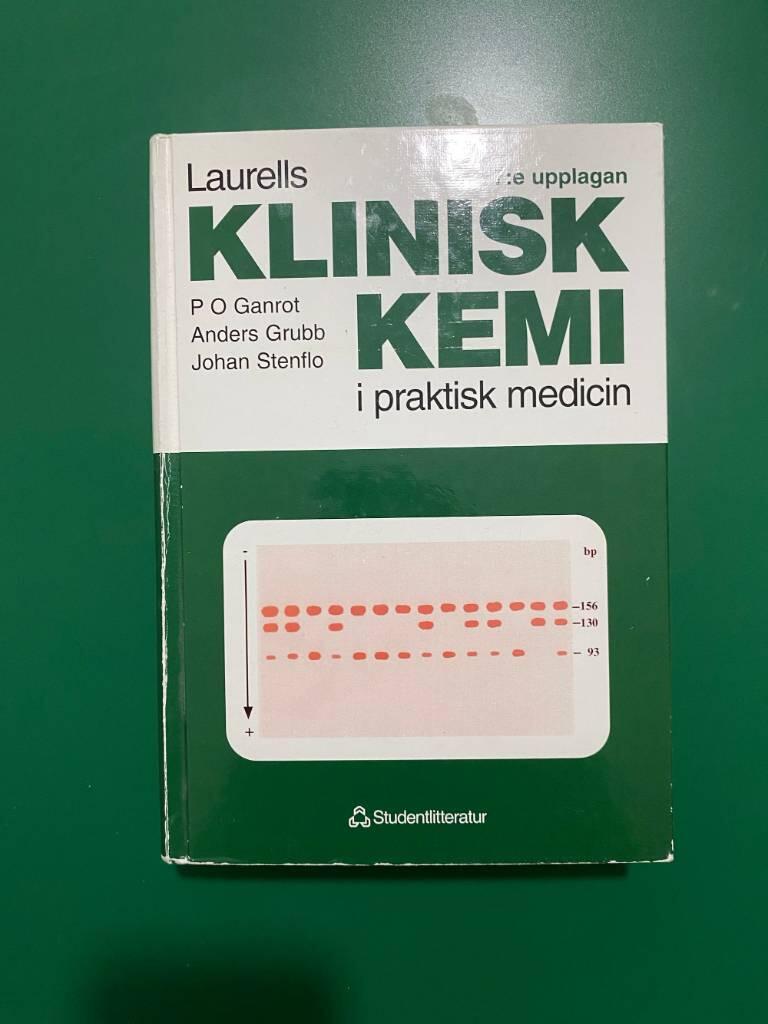 Laurells
:e upplagan
KLINISK
KEMI
P O Ganrot
Anders Grubb
Johan Stenflo
i praktisk medicin
-
bp
–156
–130
– 93
+
Studentlitteratur